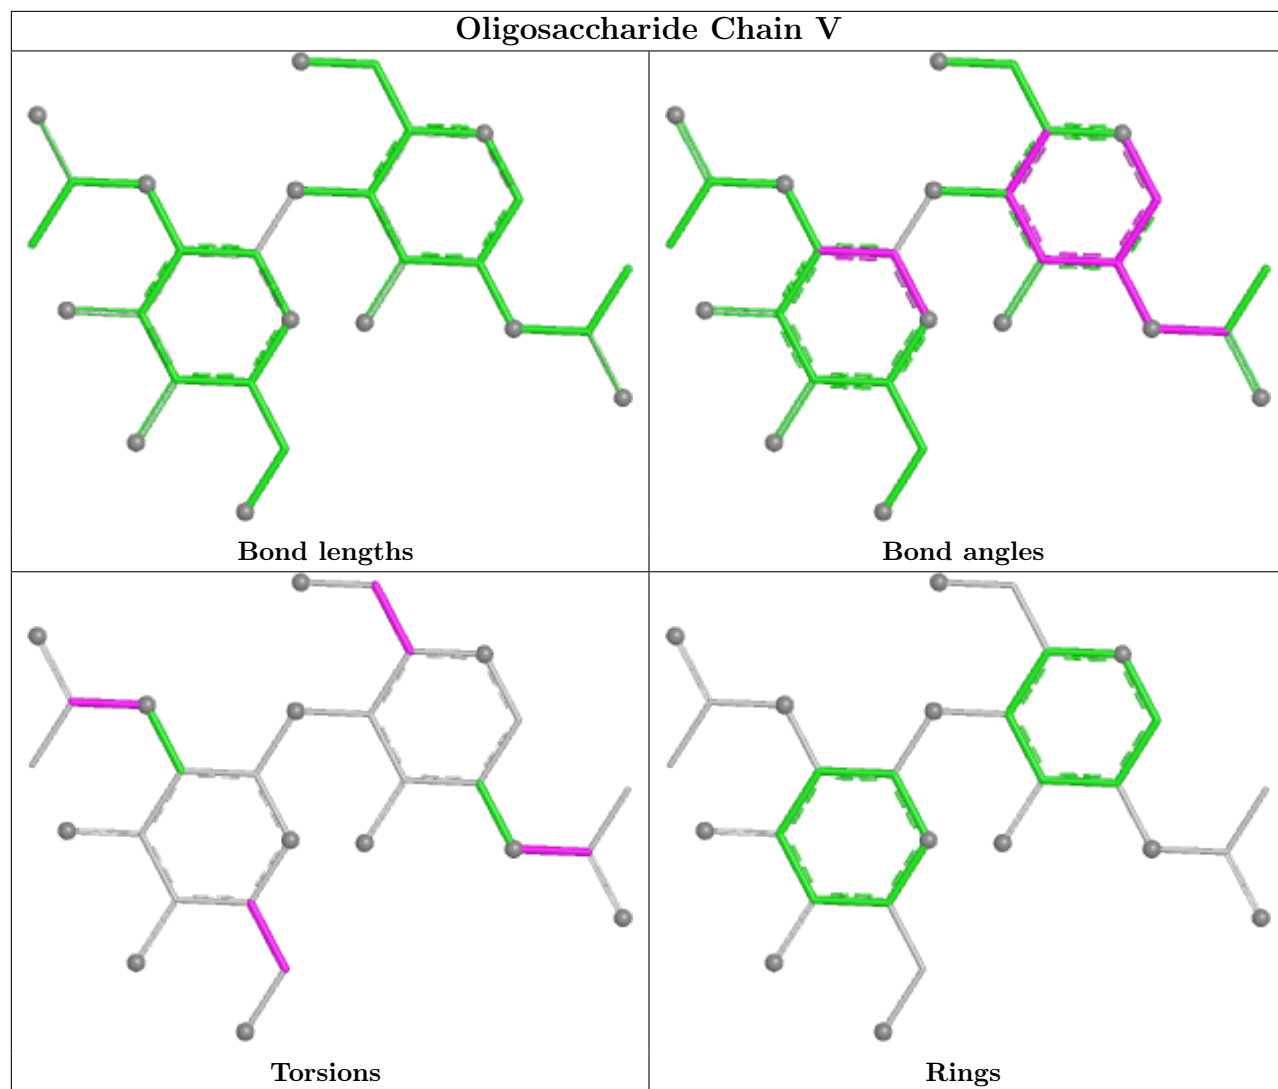 Oligosaccharide Chain V
Bond lengths
Bond angles
Torsions
Rings